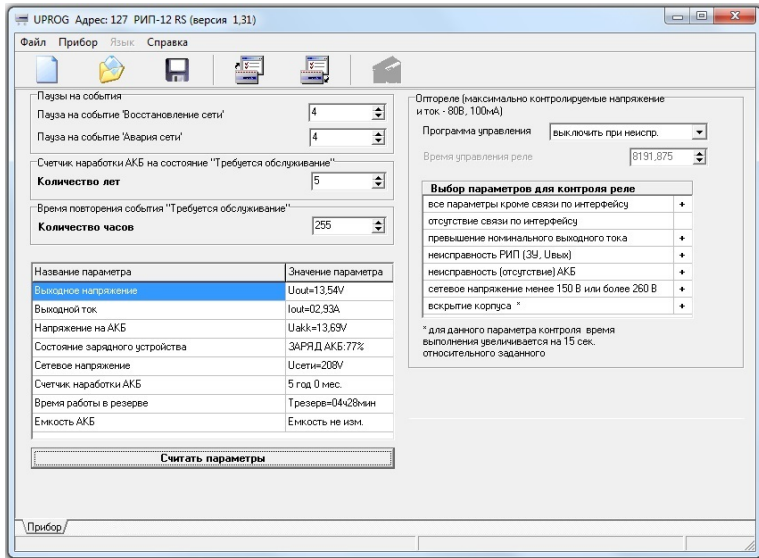 UPROG Адрес: 127 РИП-12 RS (версия 1,31)
Файл Прибор Язык Справка
Паузы на события
Пауза на событие 'Восстановление сети' 4
Пауза на событие 'Авария сети' 4
Счетчик наработки АКБ на состояние "Требуется обслуживание"
Количество лет 5
Время повторения события "Требуется обслуживание"
Количество часов 255
Название параметра Значение параметра
Выходное напряжение Uout=13,54V
Выходной ток Iout=02,93A
Напряжение на АКБ Uakk=13,69V
Состояние зарядного устройства ЗАРЯД АКБ:77%
Сетевое напряжение Uсети=208V
Счетчик наработки АКБ 5 год 0 мес.
Время работы в резерве Tрезерв=04ч28мин
Емкость АКБ Емкость не изм.
Считать параметры
Оптореле (максимально контролируемые напряжение
и ток - 80В, 100мА)
Программа управления выключить при неиспр.
Время управления реле 8191,875
Выбор параметров для контроля реле
все параметры кроме связи по интерфейсу +
отсутствие связи по интерфейсу
превышение номинального выходного тока +
неисправность РИП (ЗУ, Uвых) +
неисправность (отсутствие) АКБ +
сетевое напряжение менее 150 В или более 260 В +
вскрытие корпуса * +
* для данного параметра контроля время
выполнения увеличивается на 15 сек.
относительного заданного
Прибор